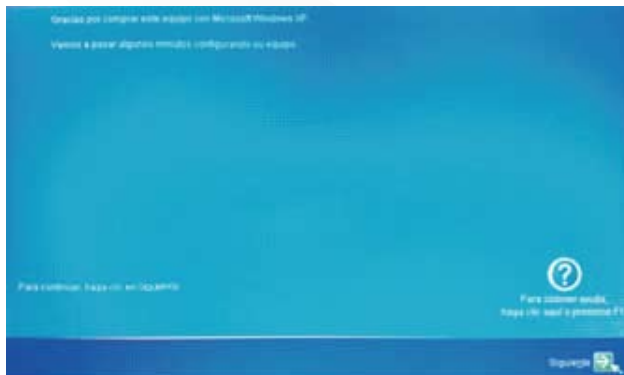 Gracias por comprar este equipo con Microsoft Windows XP.
Vamos a pasar algunos minutos configurando su equipo.
Para continuar, haga clic en Siguiente.
Para obtener ayuda,
haga clic aquí o presione F1
Siguiente